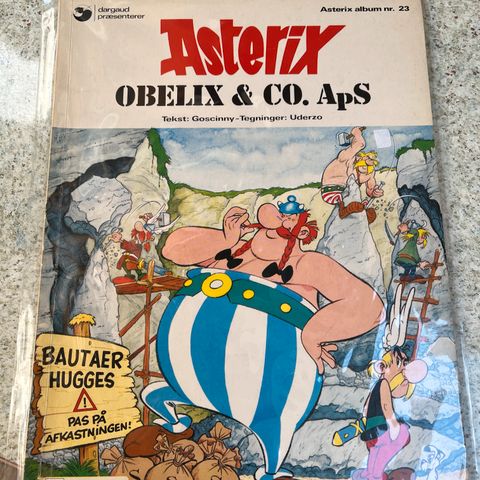 dargaud
præsenterer
Asterix album nr. 23
Asterix
OBELIX & CO. ApS
Tekst: Goscinny-Tegninger: Uderzo
BAUTAER
HUGGES
!
PAS PÅ
AFKASTNINGEN!